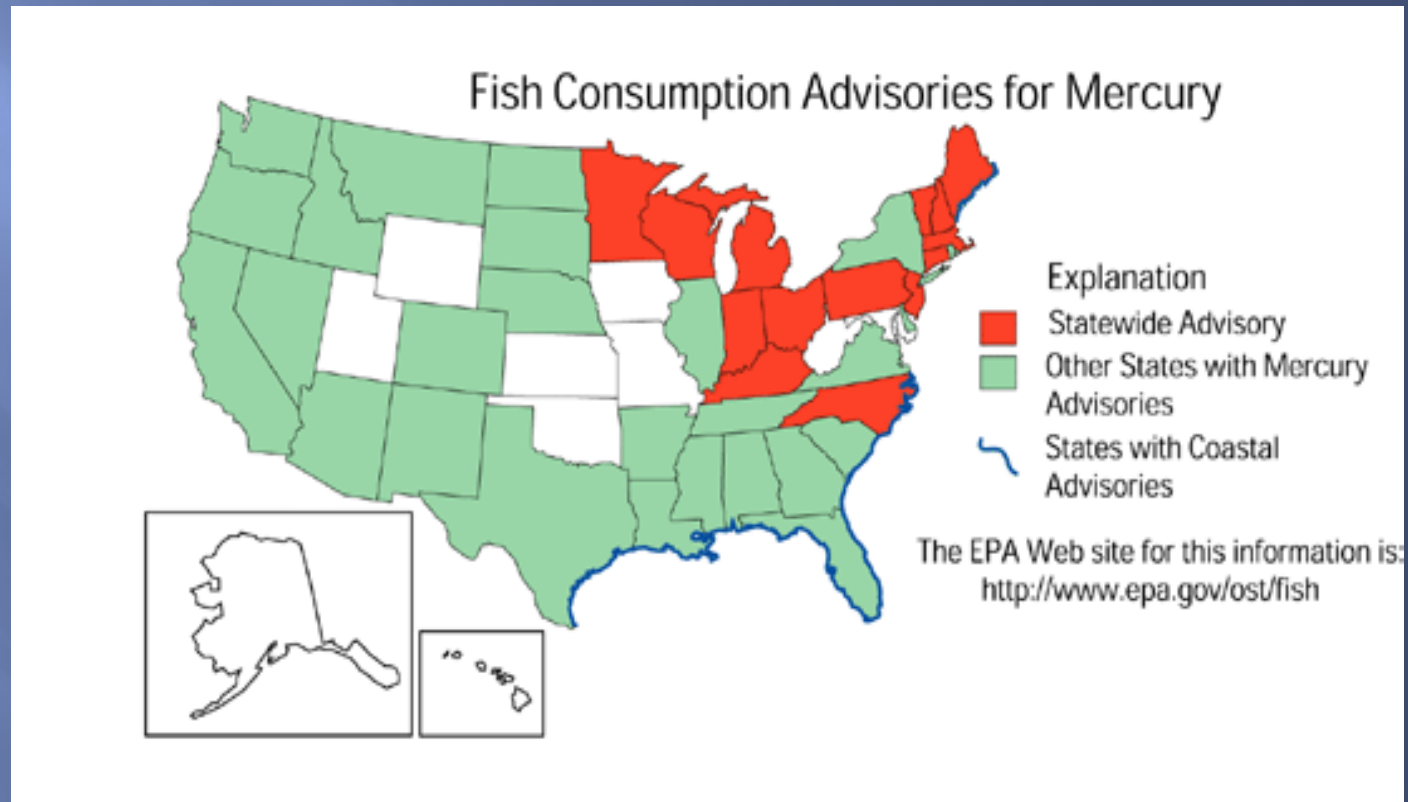 Fish Consumption Advisories for Mercury
Explanation
Statewide Advisory
Other States with Mercury
Advisories
States with Coastal
Advisories
The EPA Web site for this information is:
http://www.epa.gov/ost/fish